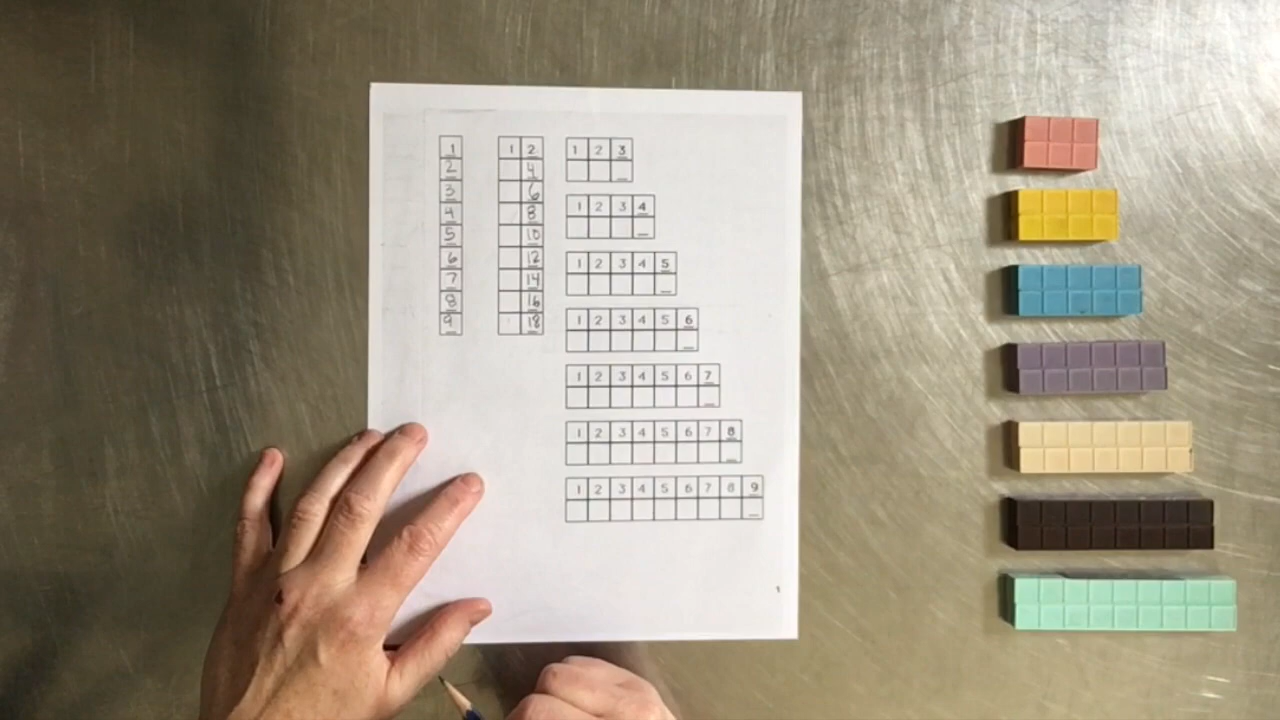 1
2
3
4
5
6
7
8
9
1 2
4
6
8
10
12
14
16
18
1 2 3
1 2 3 4
1 2 3 4 5
1 2 3 4 5 6
1 2 3 4 5 6 7
1 2 3 4 5 6 7 8
1 2 3 4 5 6 7 8 9
1